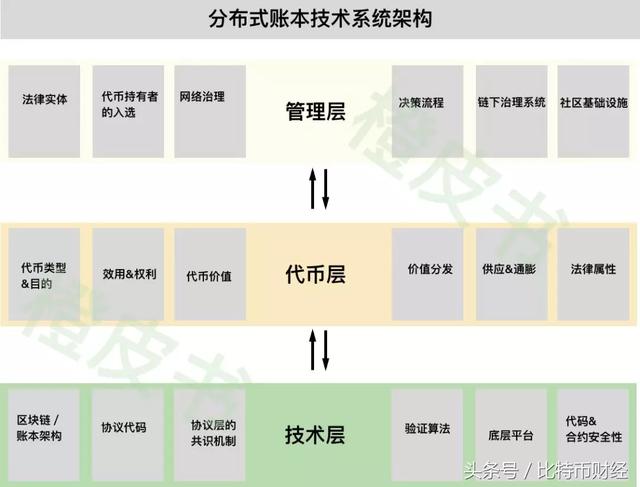 分布式账本技术系统架构
法律实体
代币持有者
的入选
网络治理
管理层
决策流程
链下治理系统
社区基础设施
代币类型
&目的
效用&权利
代币价值
代币层
价值分发
供应&通膨
法律属性
区块链/
账本架构
协议代码
协议层的
共识机制
技术层
验证算法
底层平台
代码&
合约安全性
橙皮书
橙皮书
头条号/比特币财经